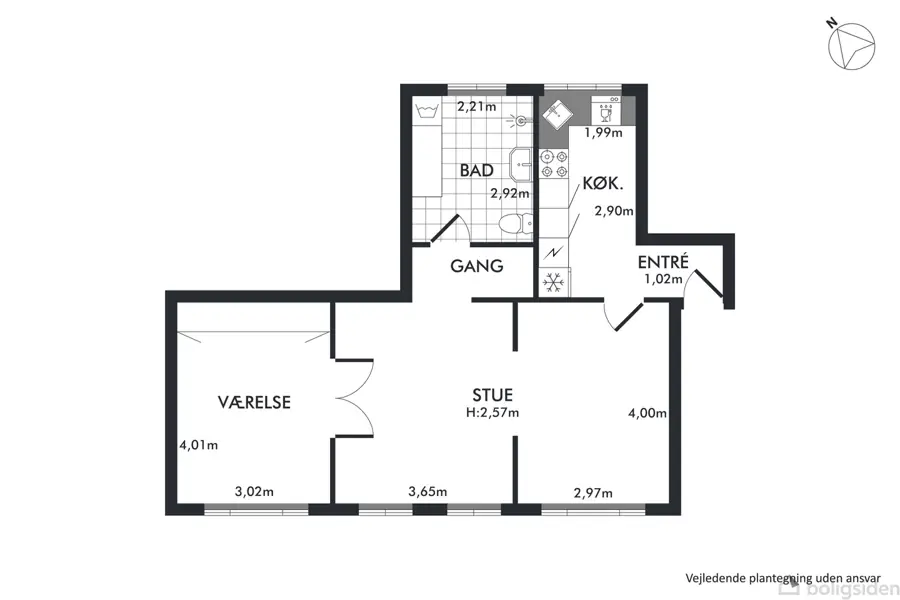 N
2,21m
1,99m
BAD
2,92m
KØK.
2,90m
GANG
ENTRÉ
1,02m
STUE
H:2,57m
VÆRELSE
4,00m
4,01m
3,02m
3,65m
2,97m
Vejledende plantegning uden ansvar
boligsiden